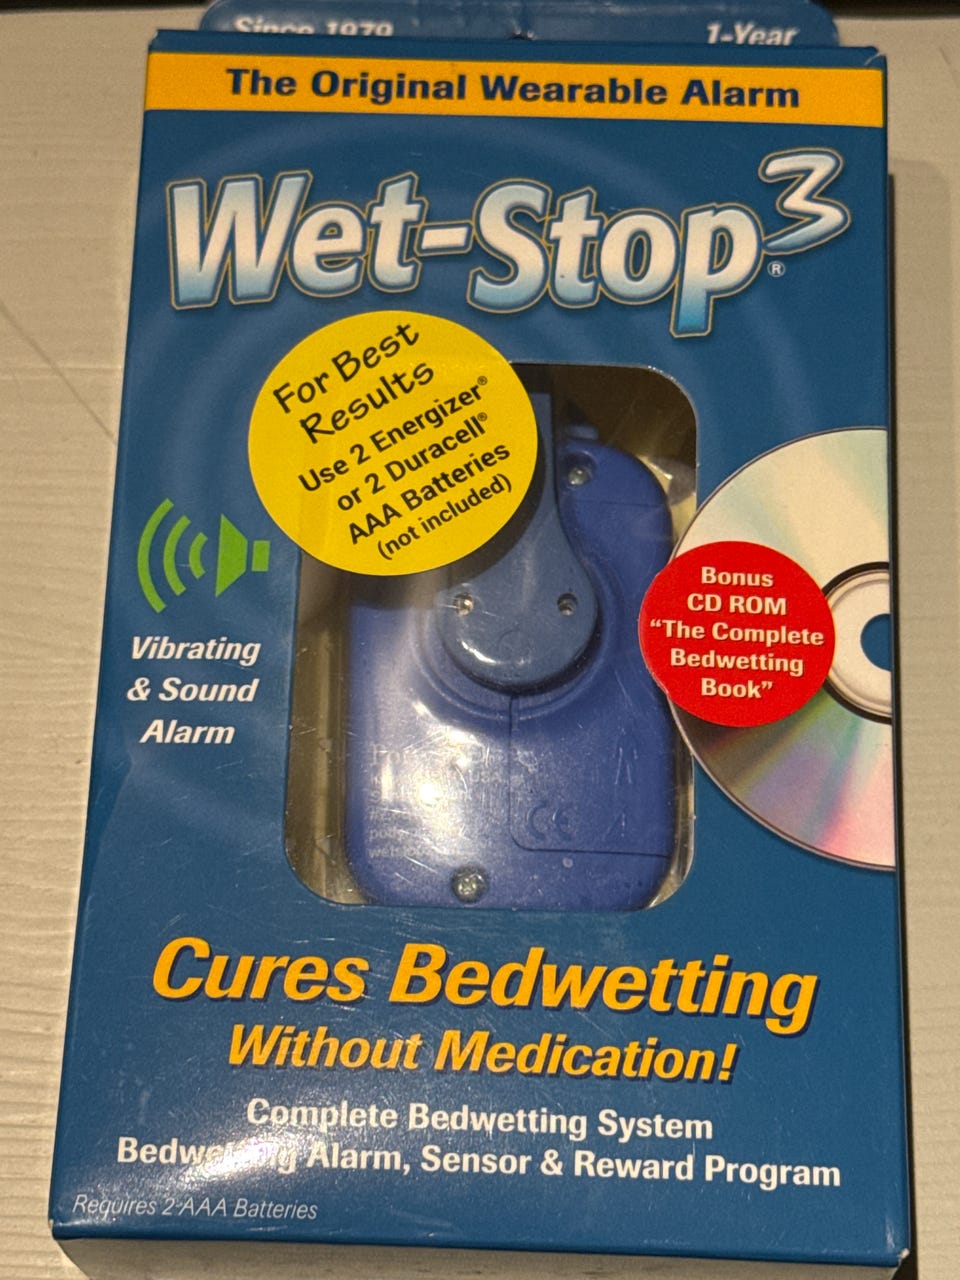 Since 1979
1-Year
The Original Wearable Alarm
Wet-Stop3®
For Best
Results
Use 2 Energizer®
or 2 Duracell®
AAA Batteries
(not included)
Bonus
CD ROM
“The Complete
Bedwetting
Book”
Vibrating
& Sound
Alarm
CE
Cures Bedwetting
Without Medication!
Complete Bedwetting System
Bedwetting Alarm, Sensor & Reward Program
Requires 2 AAA Batteries